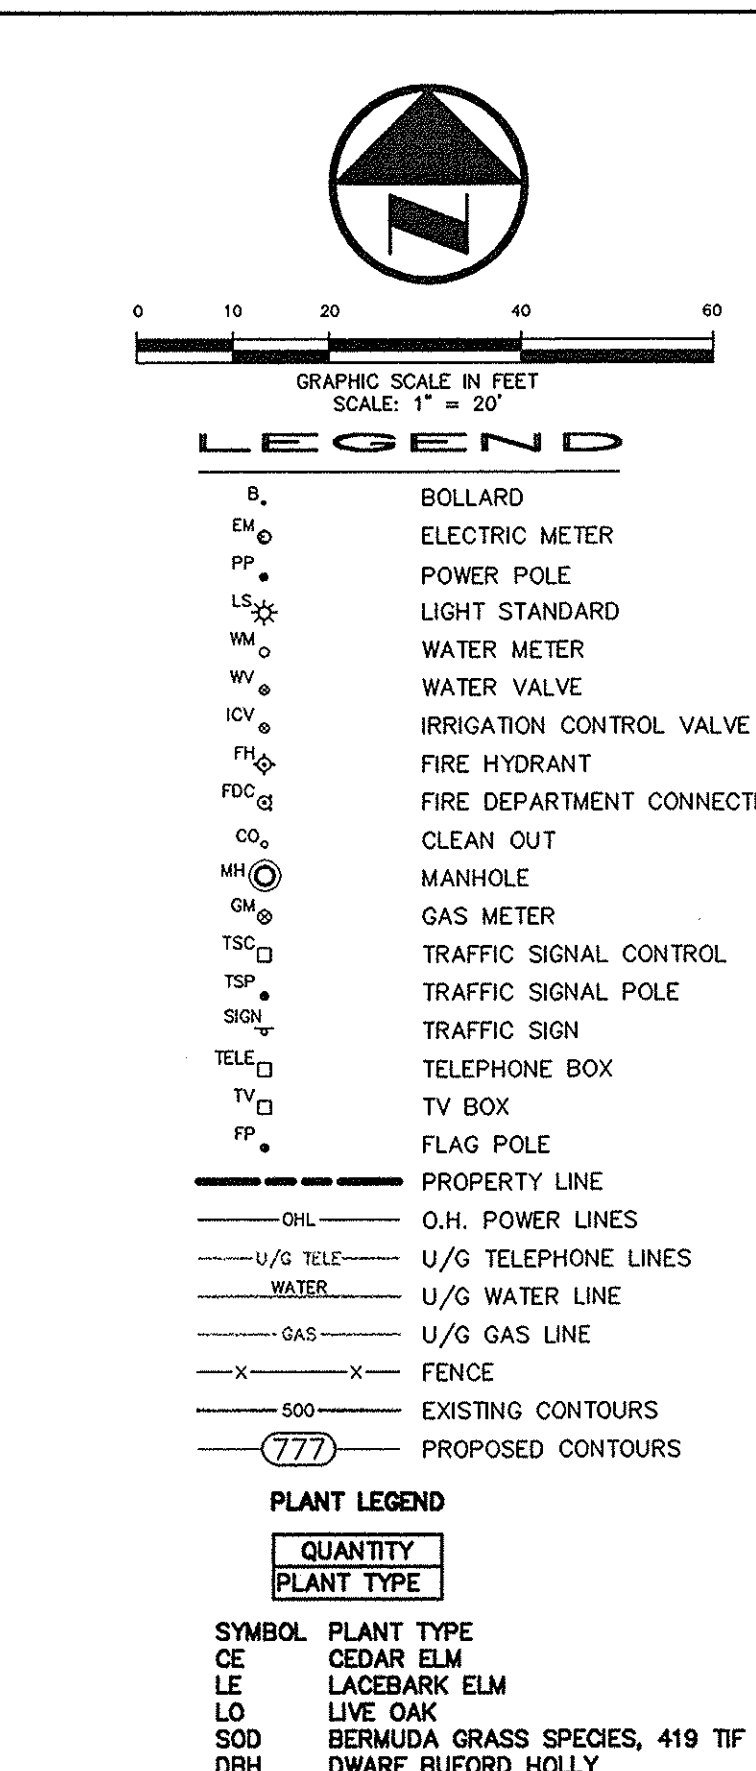 N
0 10 20 40 60
GRAPHIC SCALE IN FEET
SCALE: 1" = 20'
LEGEND
B. BOLLARD
EM ELECTRIC METER
PP POWER POLE
LS LIGHT STANDARD
WM WATER METER
WV WATER VALVE
ICV IRRIGATION CONTROL VALVE
FH FIRE HYDRANT
FDC FIRE DEPARTMENT CONNECTI
CO CLEAN OUT
MH MANHOLE
GM GAS METER
TSC TRAFFIC SIGNAL CONTROL
TSP TRAFFIC SIGNAL POLE
SIGN TRAFFIC SIGN
TELE TELEPHONE BOX
TV TV BOX
FP FLAG POLE
PROPERTY LINE
OHL O.H. POWER LINES
U/G TELE U/G TELEPHONE LINES
WATER U/G WATER LINE
GAS U/G GAS LINE
X X FENCE
500 EXISTING CONTOURS
777 PROPOSED CONTOURS
PLANT LEGEND
QUANTITY
PLANT TYPE
SYMBOL PLANT TYPE
CE CEDAR ELM
LE LACEBARK ELM
LO LIVE OAK
SOD BERMUDA GRASS SPECIES, 419 TIF
DBH DWARF BUFORD HOLLY